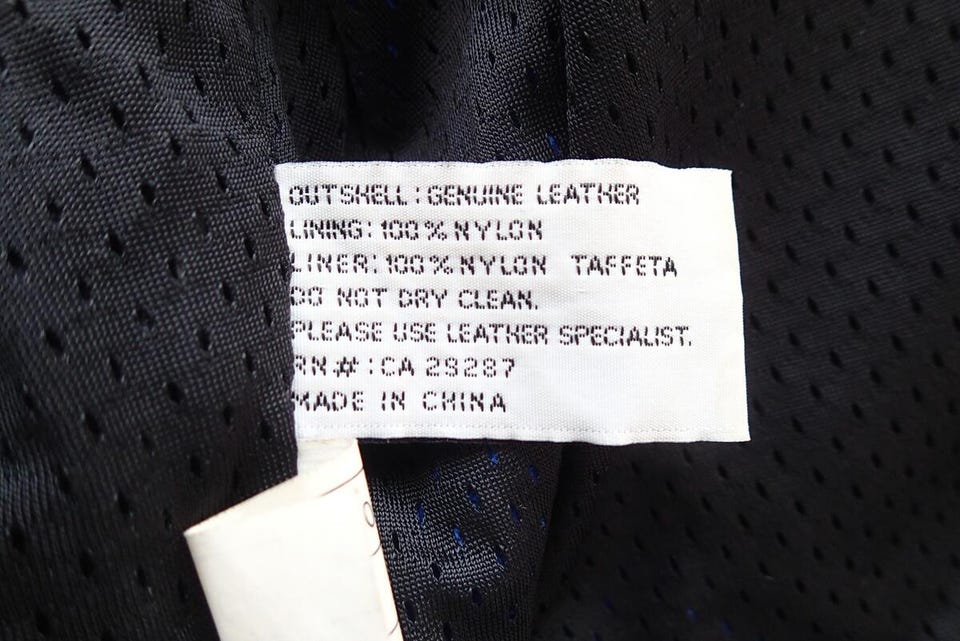 OUTSHELL: GENUINE LEATHER
LINING: 100% NYLON
LINER: 100% NYLON TAFFETA
DO NOT DRY CLEAN.
PLEASE USE LEATHER SPECIALIST.
RN#: CA 28287
MADE IN CHINA